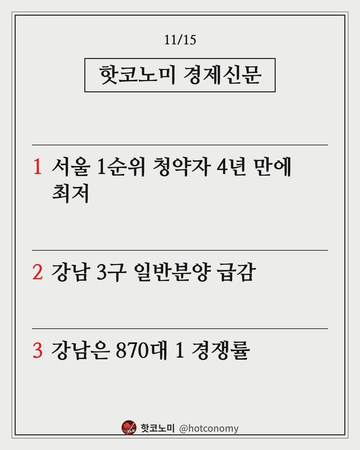 11/15
핫코노미 경제신문
1 서울 1순위 청약자 4년 만에
최저
2 강남 3구 일반분양 급감
3 강남은 870대 1 경쟁률
핫코노미 @hotconomy